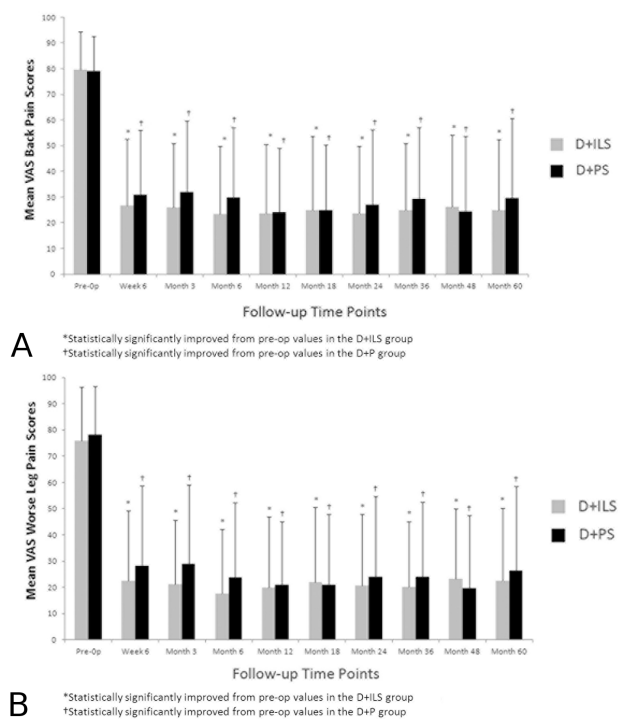 100
90
80
70
60
50
40
30
20
10
0
Mean VAS Back Pain Scores
* † * † * † * † * † * † * † * † * †
D+ILS
D+PS
Pre-Op Week 6 Month 3 Month 6 Month 12 Month 18 Month 24 Month 36 Month 48 Month 60
Follow-up Time Points
A
*Statistically significantly improved from pre-op values in the D+ILS group
†Statistically significantly improved from pre-op values in the D+P group
100
90
80
70
60
50
40
30
20
10
0
Mean VAS Worse Leg Pain Scores
* † * † * † * † * † * † * † * † * †
D+ILS
D+PS
Pre-Op Week 6 Month 3 Month 6 Month 12 Month 18 Month 24 Month 36 Month 48 Month 60
Follow-up Time Points
B
*Statistically significantly improved from pre-op values in the D+ILS group
†Statistically significantly improved from pre-op values in the D+P group